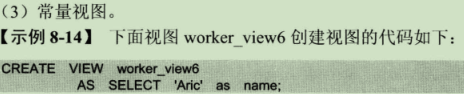 （3）常量视图。
【示例 8-14】 下面视图 worker_view6 创建视图的代码如下：
CREATE VIEW worker_view6
AS SELECT 'Aric' as name;